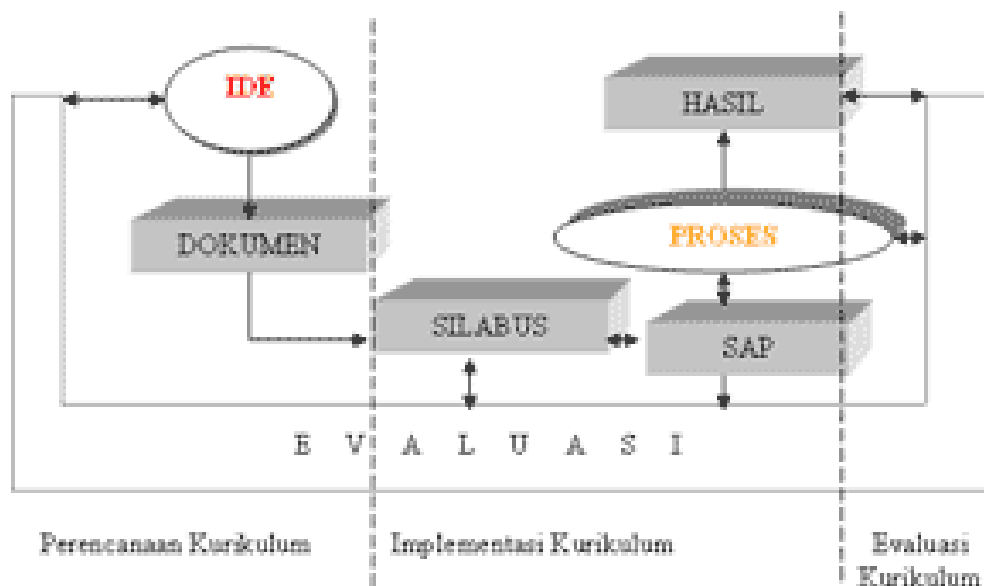 IDE
HASIL
DOKUMEN
PROSES
SILABUS
SAP
E V A L U A S I
Perencanaan Kurikulum
Implementasi Kurikulum
Evaluasi
Kurikulum